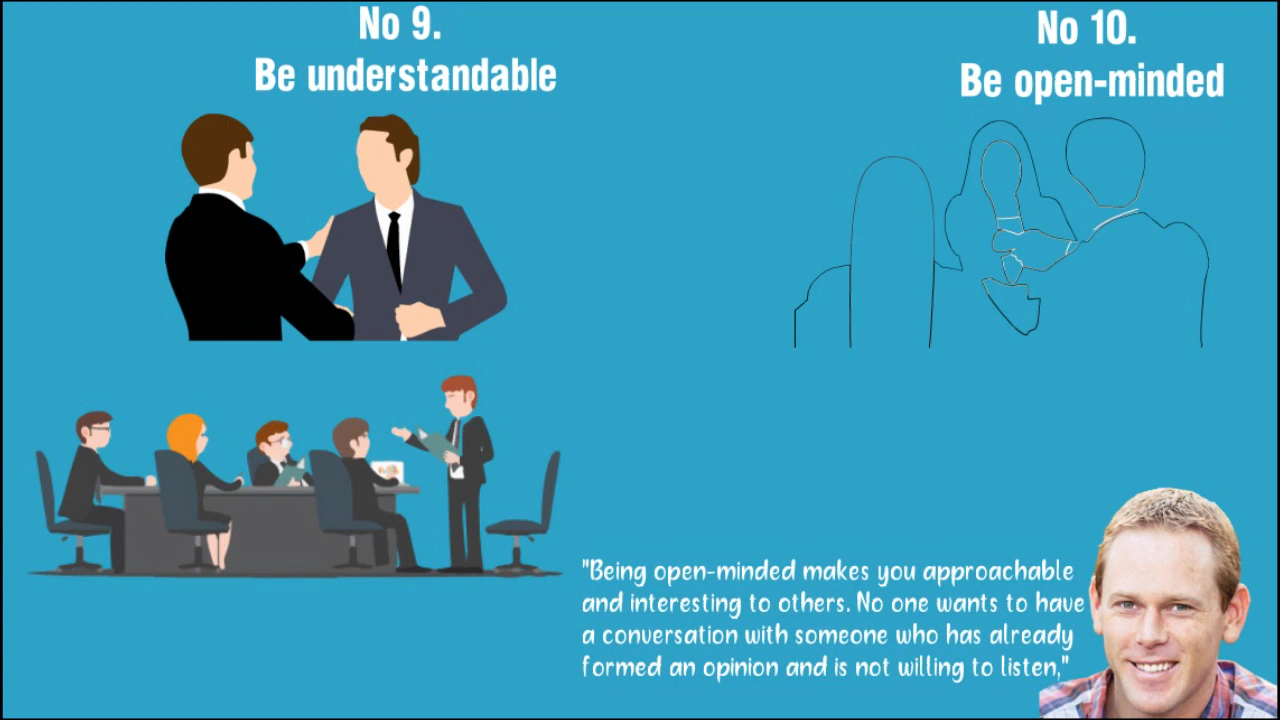 No 9.
Be understandable
No 10.
Be open-minded
"Being open-minded makes you approachable
and interesting to others. No one wants to have
a conversation with someone who has already
formed an opinion and is not willing to listen,"